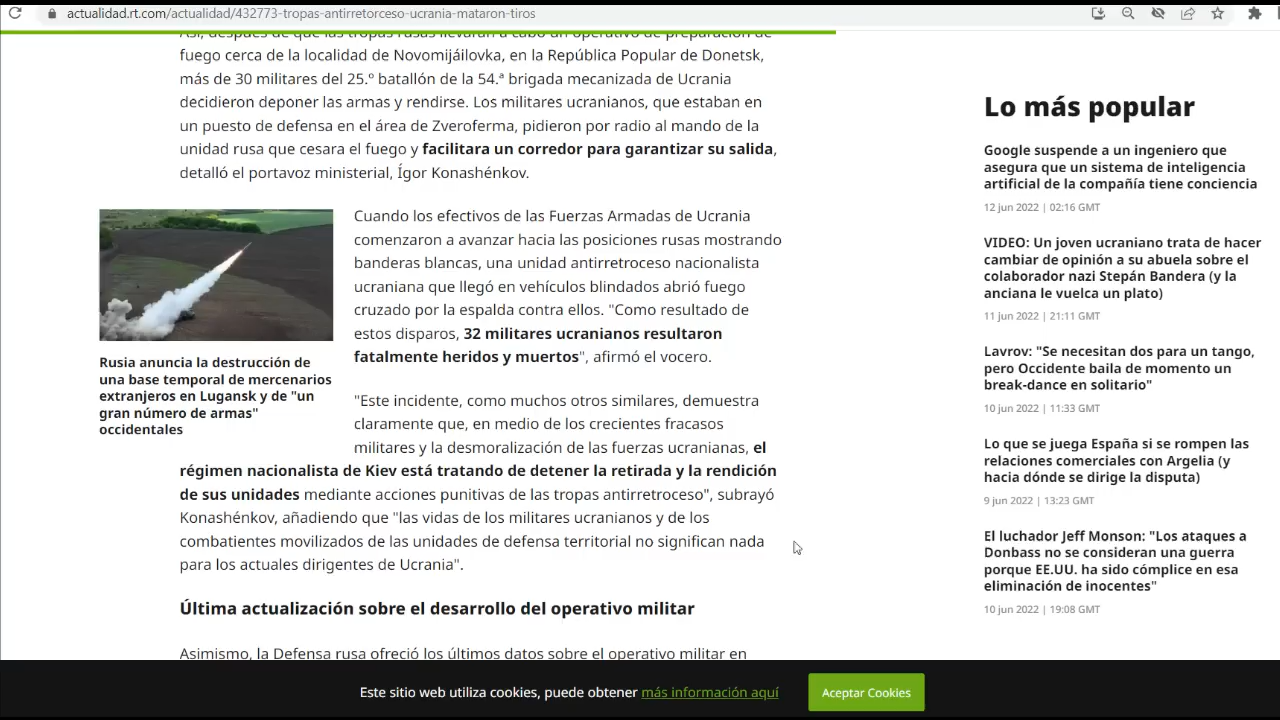 actualidad.rt.com/actualidad/432773-tropas-antirretorceso-ucrania-mataron-tiros
Así, después de que las tropas rusas llevaran a cabo un operativo de preparación de
fuego cerca de la localidad de Novomijáilovka, en la República Popular de Donetsk,
más de 30 militares del 25.º batallón de la 54.ª brigada mecanizada de Ucrania
decidieron deponer las armas y rendirse. Los militares ucranianos, que estaban en
un puesto de defensa en el área de Zveroferma, pidieron por radio al mando de la
unidad rusa que cesara el fuego y facilitara un corredor para garantizar su salida,
detalló el portavoz ministerial, Ígor Konashénkov.
Cuando los efectivos de las Fuerzas Armadas de Ucrania
comenzaron a avanzar hacia las posiciones rusas mostrando
banderas blancas, una unidad antirretroceso nacionalista
ucraniana que llegó en vehículos blindados abrió fuego
cruzado por la espalda contra ellos. "Como resultado de
estos disparos, 32 militares ucranianos resultaron
fatalmente heridos y muertos", afirmó el vocero.
Rusia anuncia la destrucción de
una base temporal de mercenarios
extranjeros en Lugansk y de "un
gran número de armas"
occidentales
"Este incidente, como muchos otros similares, demuestra
claramente que, en medio de los crecientes fracasos
militares y la desmoralización de las fuerzas ucranianas, el
régimen nacionalista de Kiev está tratando de detener la retirada y la rendición
de sus unidades mediante acciones punitivas de las tropas antirretroceso", subrayó
Konashénkov, añadiendo que "las vidas de los militares ucranianos y de los
combatientes movilizados de las unidades de defensa territorial no significan nada
para los actuales dirigentes de Ucrania".
Última actualización sobre el desarrollo del operativo militar
Asimismo, la Defensa rusa ofreció los últimos datos sobre el operativo militar en
Lo más popular
Google suspende a un ingeniero que
asegura que un sistema de inteligencia
artificial de la compañía tiene conciencia
12 jun 2022 | 02:16 GMT
VIDEO: Un joven ucraniano trata de hacer
cambiar de opinión a su abuela sobre el
colaborador nazi Stepán Bandera (y la
anciana le vuelca un plato)
11 jun 2022 | 21:11 GMT
Lavrov: "Se necesitan dos para un tango,
pero Occidente baila de momento un
break-dance en solitario"
10 jun 2022 | 11:33 GMT
Lo que se juega España si se rompen las
relaciones comerciales con Argelia (y
hacia dónde se dirige la disputa)
9 jun 2022 | 13:23 GMT
El luchador Jeff Monson: "Los ataques a
Donbass no se consideran una guerra
porque EE.UU. ha sido cómplice en esa
eliminación de inocentes"
10 jun 2022 | 19:08 GMT
Este sitio web utiliza cookies, puede obtener más información aquí
Aceptar Cookies